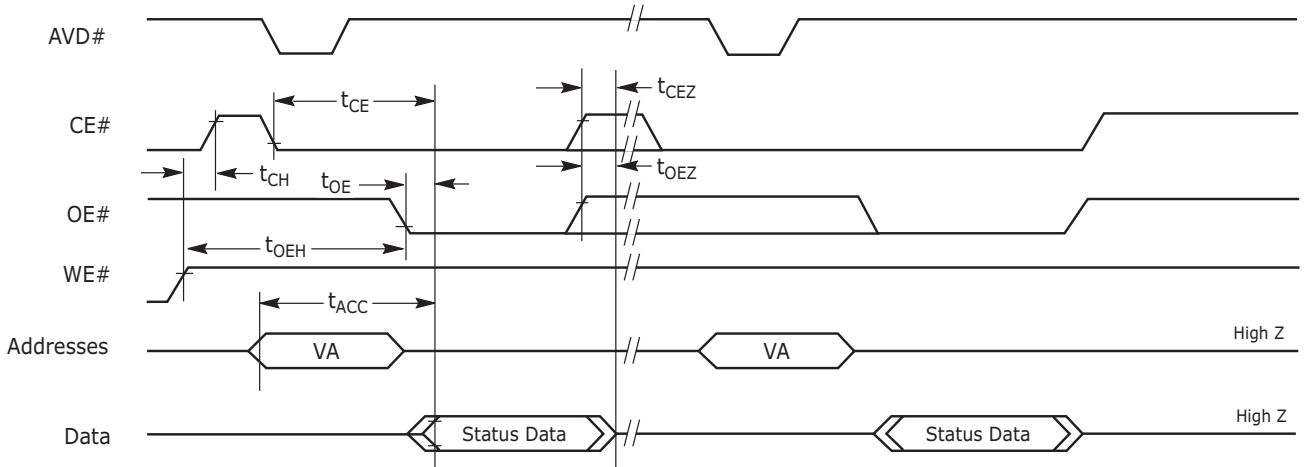 AVD#
CE#
tCE
tCEZ
tCH
tOE
tOEZ
OE#
tOEH
WE#
tACC
Addresses
VA
VA
High Z
Data
Status Data
Status Data
High Z